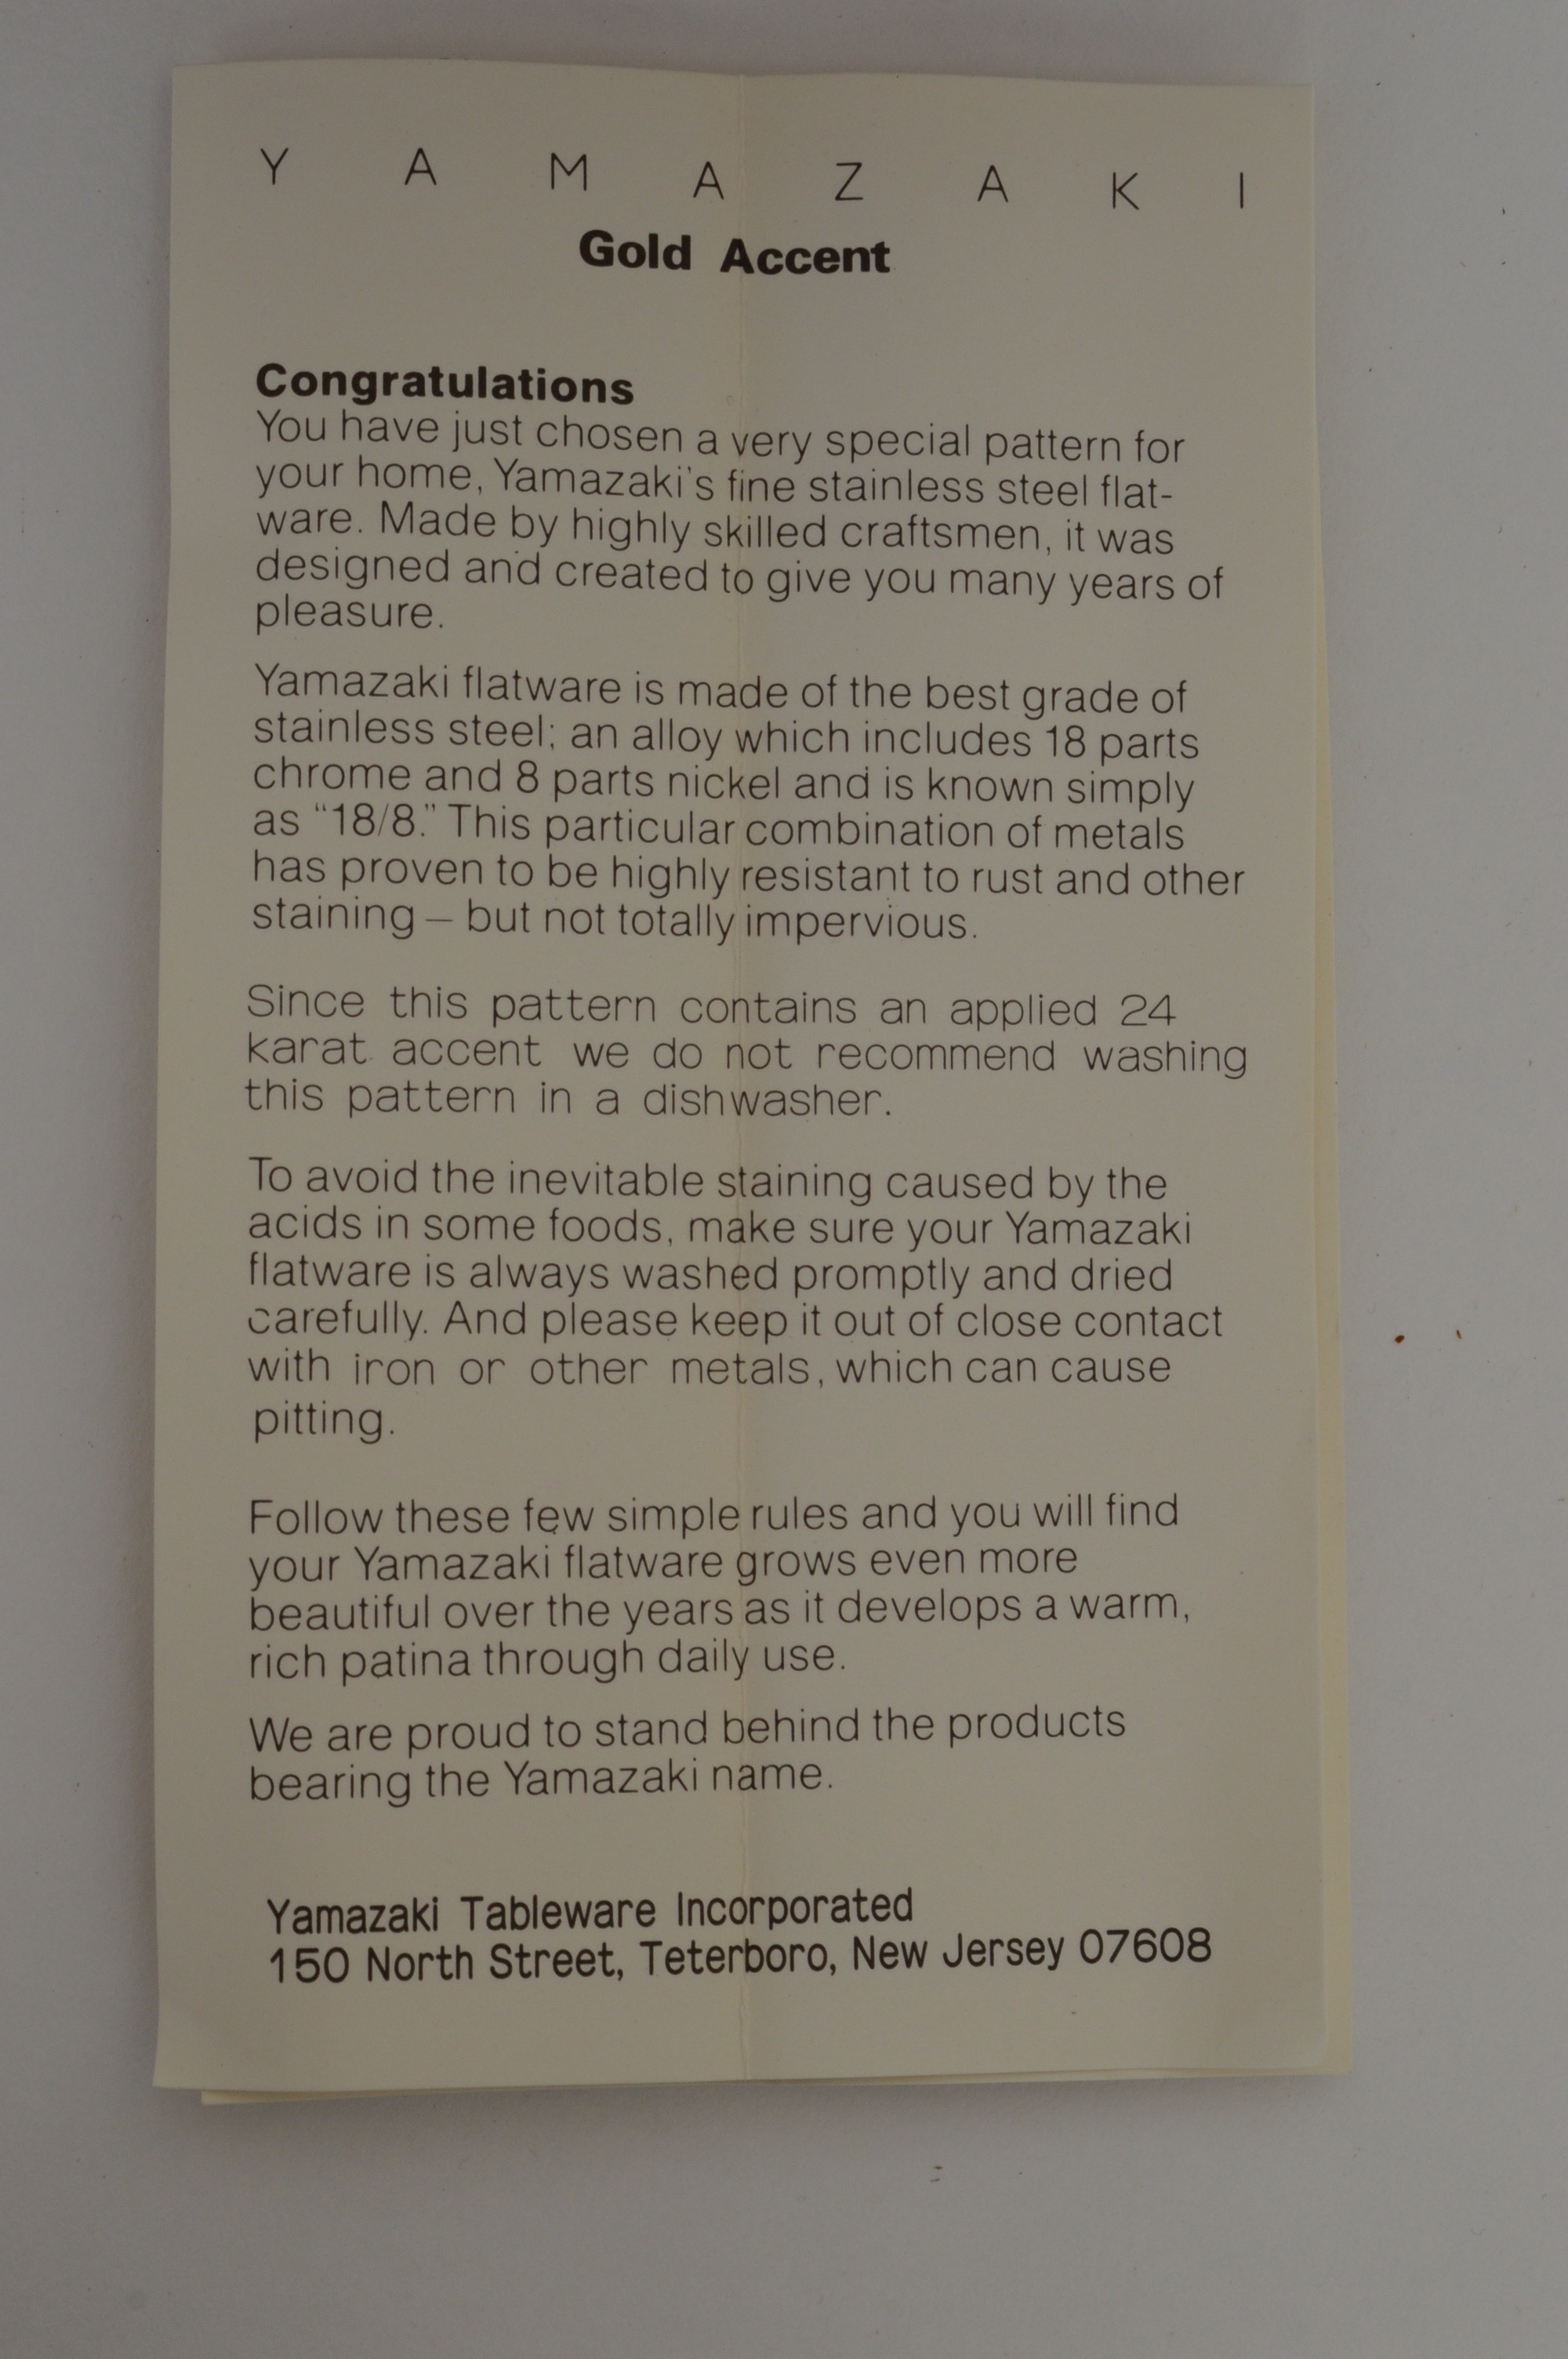 YAMAZAKI
Gold Accent
Congratulations
You have just chosen a very special pattern for
your home, Yamazaki's fine stainless steel flat-
ware. Made by highly skilled craftsmen, it was
designed and created to give you many years of
pleasure.
Yamazaki flatware is made of the best grade of
stainless steel; an alloy which includes 18 parts
chrome and 8 parts nickel and is known simply
as “18/8.” This particular combination of metals
has proven to be highly resistant to rust and other
staining – but not totally impervious.
Since this pattern contains an applied 24
karat accent we do not recommend washing
this pattern in a dishwasher.
To avoid the inevitable staining caused by the
acids in some foods, make sure your Yamazaki
flatware is always washed promptly and dried
carefully. And please keep it out of close contact
with iron or other metals, which can cause
pitting.
Follow these few simple rules and you will find
your Yamazaki flatware grows even more
beautiful over the years as it develops a warm,
rich patina through daily use.
We are proud to stand behind the products
bearing the Yamazaki name.
Yamazaki Tableware Incorporated
150 North Street, Teterboro, New Jersey 07608